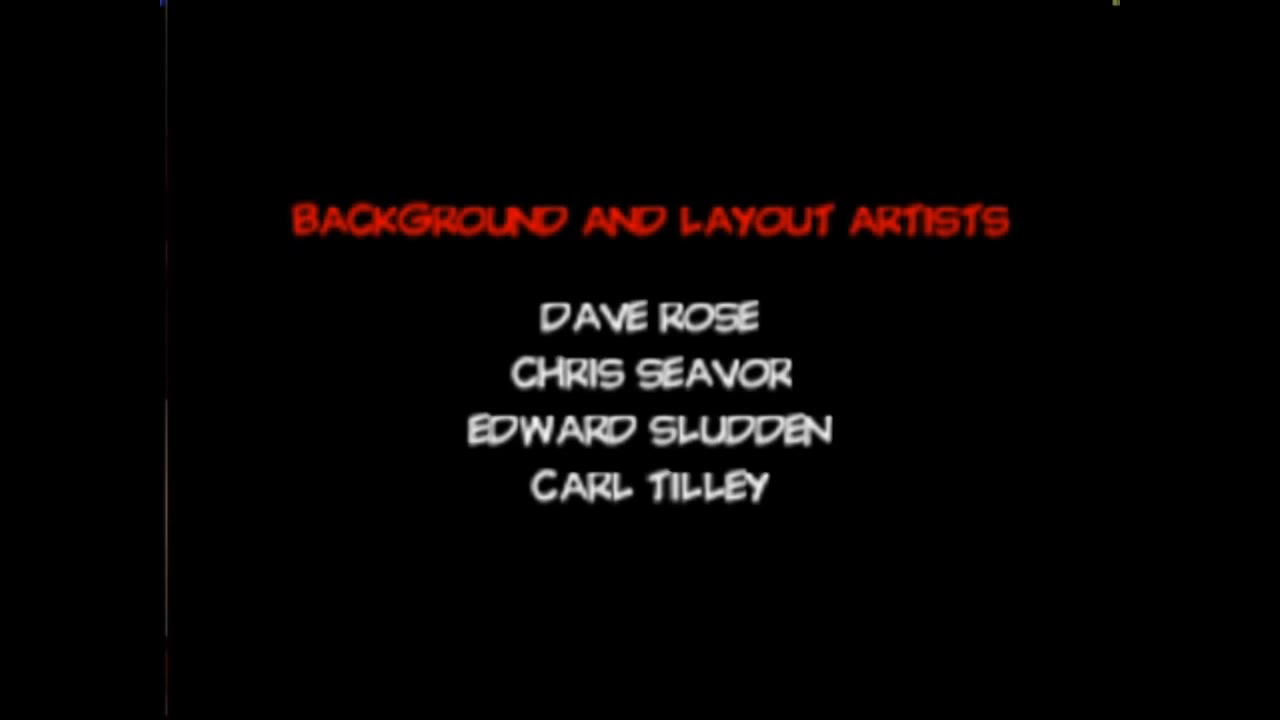 BACKGROUND AND LAYOUT ARTISTS
DAVE ROSE
CHRIS SEAVOR
EDWARD SLUDDEN
CARL TILLEY